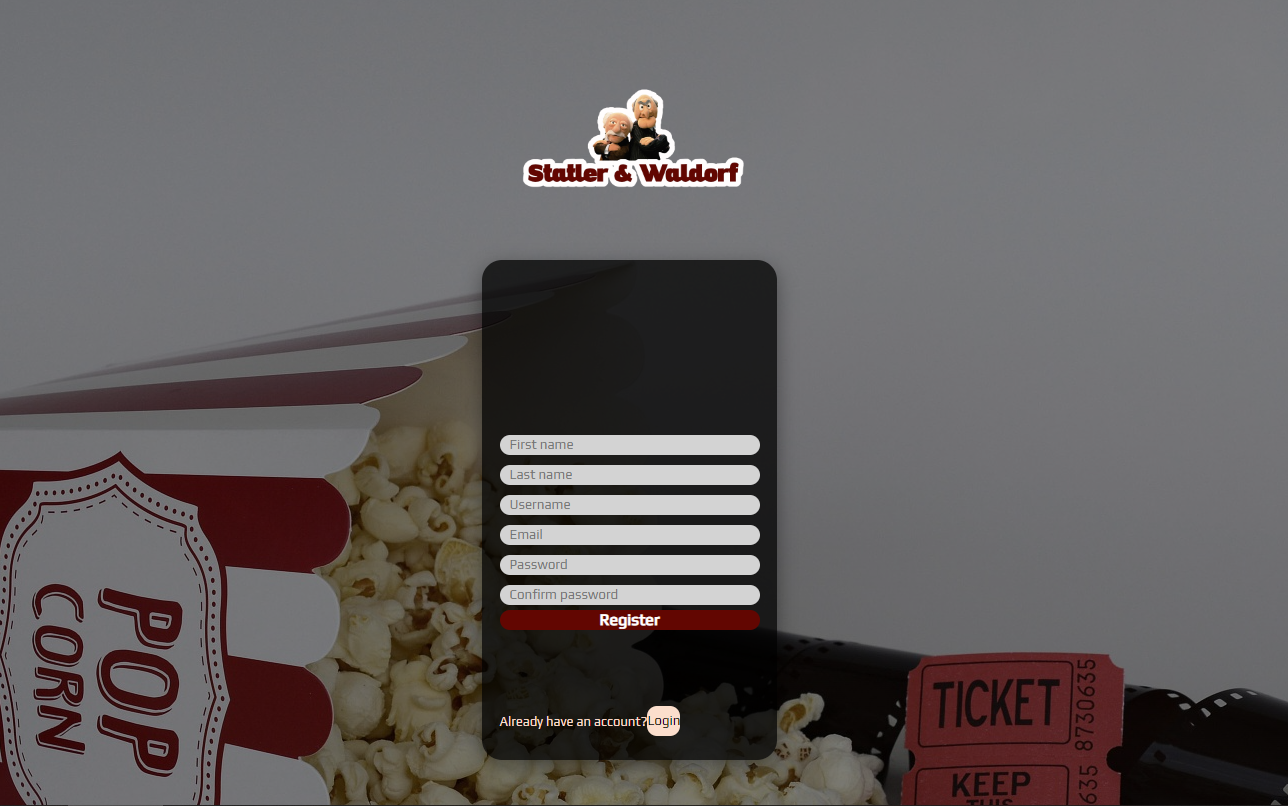 Statler & Waldorf
First name
Last name
Username
Email
Password
Confirm password
Register
Already have an account?Login
POP
CORN
TICKET
8730635
KEEP
THIS
635